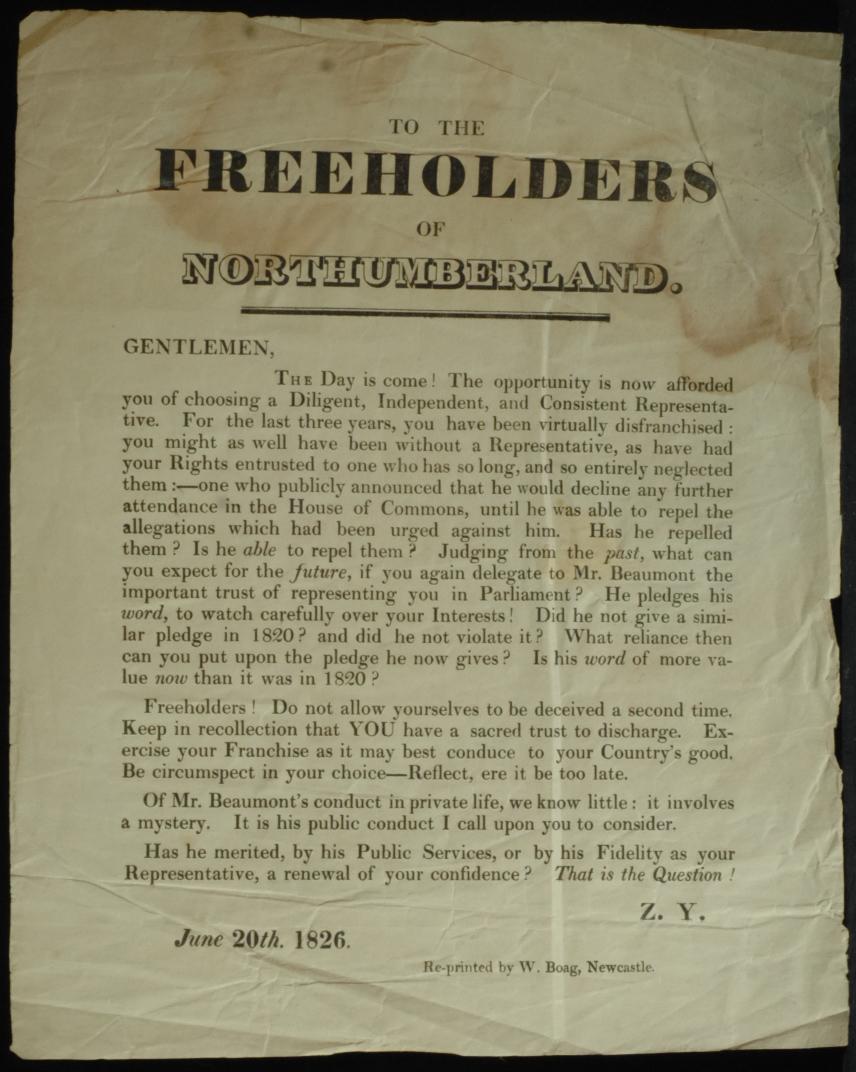 TO THE
FREEHOLDERS
OF
NORTHUMBERLAND.
GENTLEMEN,
THE Day is come! The opportunity is now afforded
you of choosing a Diligent, Independent, and Consistent Representa-
tive. For the last three years, you have been virtually disfranchised:
you might as well have been without a Representative, as have had
your Rights entrusted to one who has so long, and so entirely neglected
them:—one who publicly announced that he would decline any further
attendance in the House of Commons, until he was able to repel the
allegations which had been urged against him. Has he repelled
them? Is he able to repel them? Judging from the past, what can
you expect for the future, if you again delegate to Mr. Beaumont the
important trust of representing you in Parliament? He pledges his
word, to watch carefully over your Interests! Did he not give a simi-
lar pledge in 1820? and did he not violate it? What reliance then
can you put upon the pledge he now gives? Is his word of more va-
lue now than it was in 1820?
Freeholders! Do not allow yourselves to be deceived a second time.
Keep in recollection that YOU have a sacred trust to discharge. Ex-
ercise your Franchise as it may best conduce to your Country's good.
Be circumspect in your choice—Reflect, ere it be too late.
Of Mr. Beaumont's conduct in private life, we know little: it involves
a mystery. It is his public conduct I call upon you to consider.
Has he merited, by his Public Services, or by his Fidelity as your
Representative, a renewal of your confidence? That is the Question!
Z. Y.
June 20th. 1826.
Re-printed by W. Boag, Newcastle.